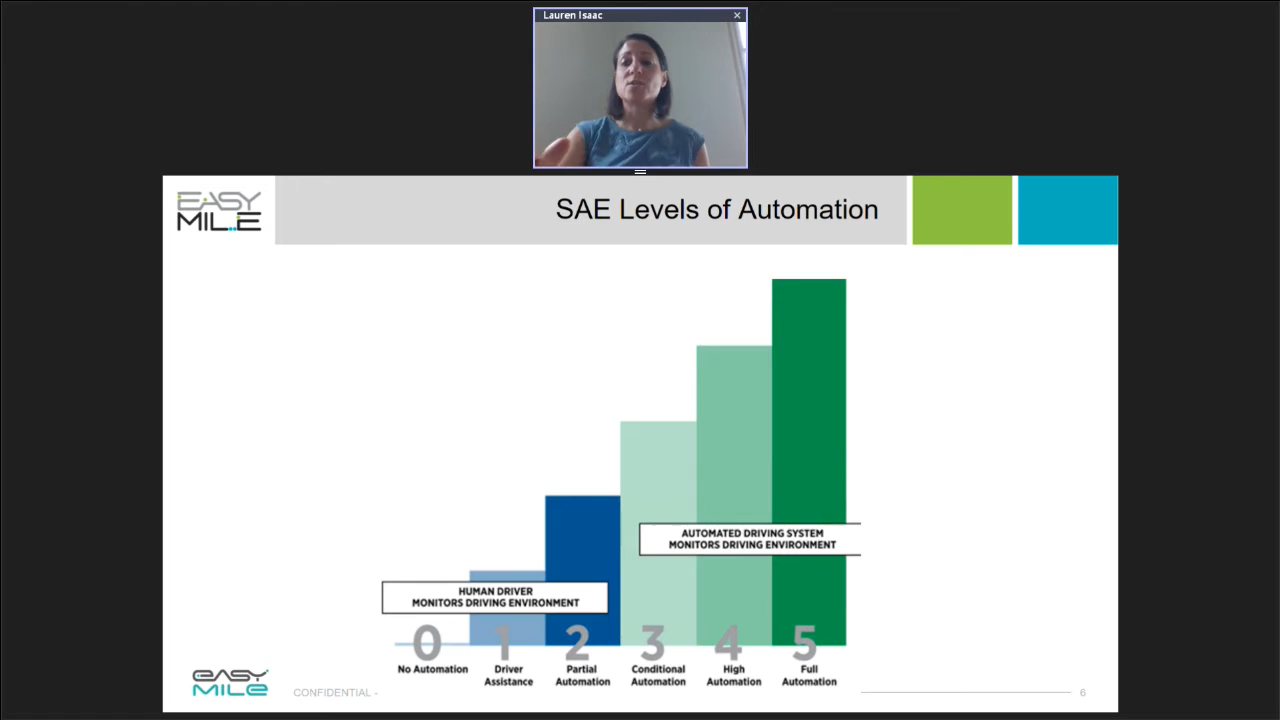 Lauren Isaac
EASY
MILE
SAE Levels of Automation
AUTOMATED DRIVING SYSTEM
MONITORS DRIVING ENVIRONMENT
HUMAN DRIVER
MONITORS DRIVING ENVIRONMENT
0 1 2 3 4 5
No Automation
Driver
Assistance
Partial
Automation
Conditional
Automation
High
Automation
Full
Automation
EASY
MILE
CONFIDENTIAL -
6